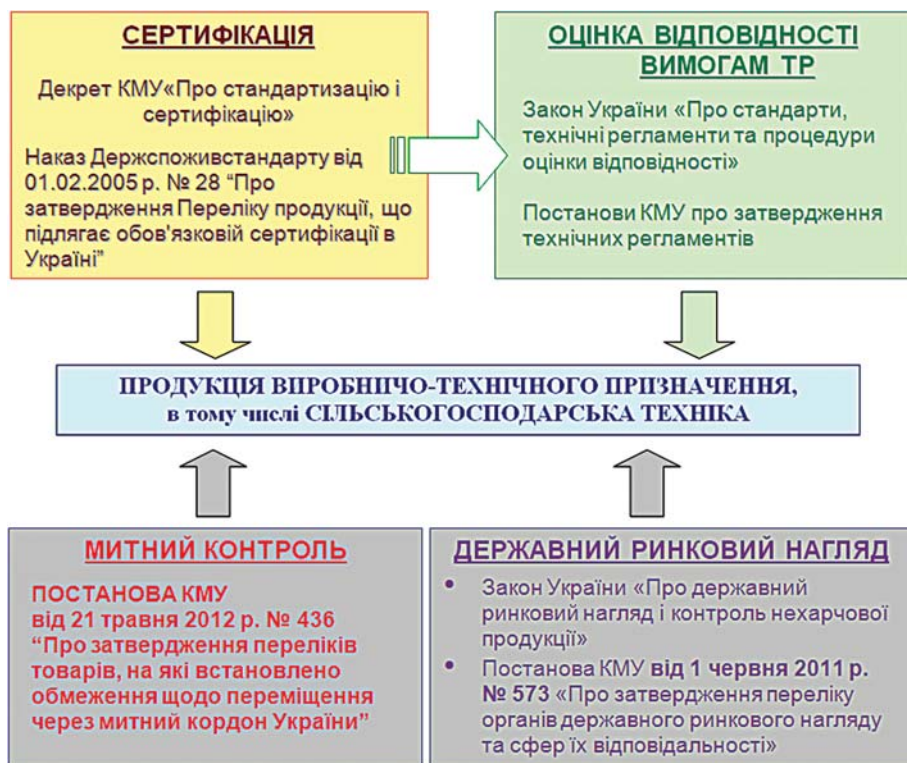 СЕРТИФІКАЦІЯ
Декрет КМУ«Про стандартизацію і
сертифікацію»
Наказ Держспоживстандарту від
01.02.2005 р. № 28 “Про
затвердження Переліку продукції, що
підлягає обов'язковій сертифікації в
Україні”
ОЦІНКА ВІДПОВІДНОСТІ
ВИМОГАМ ТР
Закон України «Про стандарти,
технічні регламенти та процедури
оцінки відповідності»
Постанови КМУ про затвердження
технічних регламентів
ПРОДУКЦІЯ ВИРОБНИЧО-ТЕХНІЧНОГО ПРИЗНАЧЕННЯ,
в тому числі СІЛЬСЬКОГОСПОДАРСЬКА ТЕХНІКА
МИТНИЙ КОНТРОЛЬ
ПОСТАНОВА КМУ
від 21 травня 2012 р. № 436
“Про затвердження переліків
товарів, на які встановлено
обмеження щодо переміщення
через митний кордон України”
ДЕРЖАВНИЙ РИНКОВИЙ НАГЛЯД
• Закон України «Про державний
ринковий нагляд і контроль нехарчової
продукції»
• Постанова КМУ від 1 червня 2011 р.
№ 573 «Про затвердження переліку
органів державного ринкового нагляду
та сфер їх відповідальності»